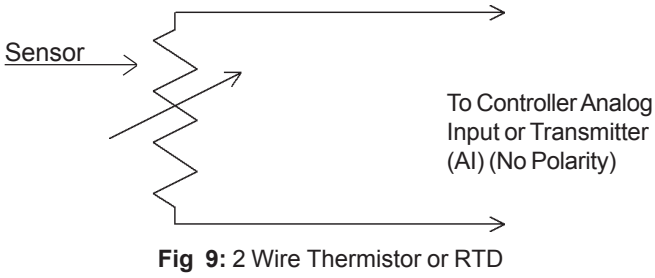 Sensor
To Controller Analog
Input or Transmitter
(AI) (No Polarity)
Fig 9: 2 Wire Thermistor or RTD